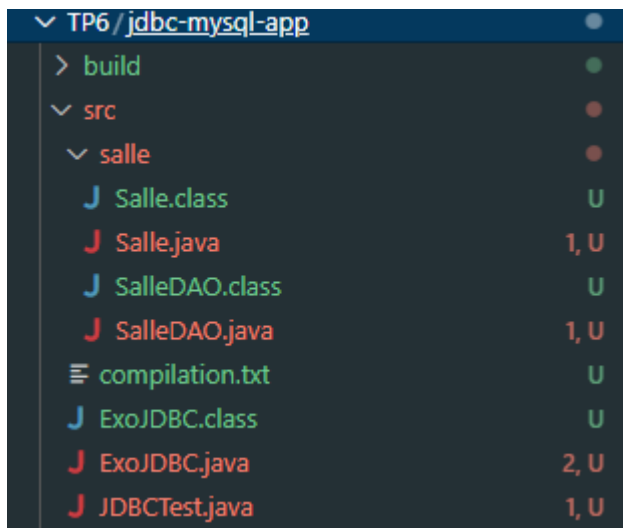 TP6/jdbc-mysql-app
build
src
salle
J Salle.class U
J Salle.java 1, U
J SalleDAO.class U
J SalleDAO.java 1, U
compilation.txt U
J ExoJDBC.class U
J ExoJDBC.java 2, U
J JDBCTest.java 1, U